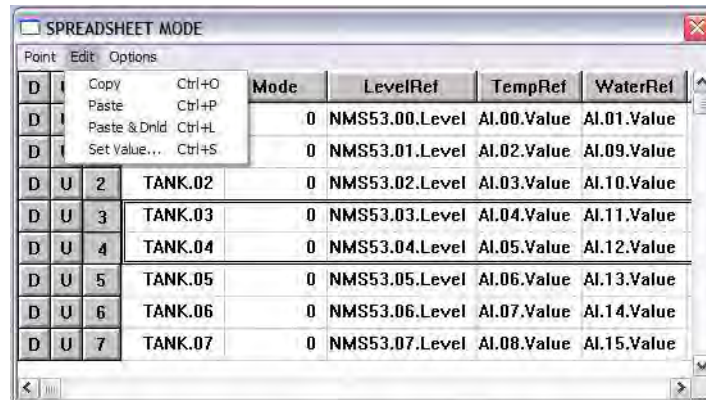 SPREADSHEET MODE
Point Edit Options
D Mode LevelRef TempRef WaterRef
Copy Ctrl+O
Paste Ctrl+P
Paste & Dnld Ctrl+L
Set Value... Ctrl+S
D 0 NMS53.00.Level AI.00.Value AI.01.Value
D 0 NMS53.01.Level AI.02.Value AI.09.Value
D U 2 TANK.02 0 NMS53.02.Level AI.03.Value AI.10.Value
D U 3 TANK.03 0 NMS53.03.Level AI.04.Value AI.11.Value
D U 4 TANK.04 0 NMS53.04.Level AI.05.Value AI.12.Value
D U 5 TANK.05 0 NMS53.05.Level AI.06.Value AI.13.Value
D U 6 TANK.06 0 NMS53.06.Level AI.07.Value AI.14.Value
D U 7 TANK.07 0 NMS53.07.Level AI.08.Value AI.15.Value